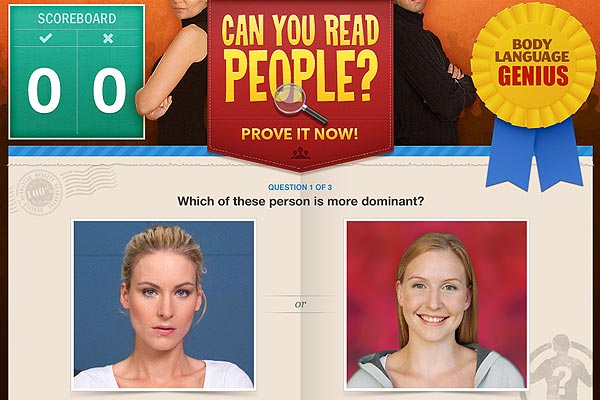 SCOREBOARD
0 0
CAN YOU READ
PEOPLE?
PROVE IT NOW!
BODY
LANGUAGE
GENIUS
100%
QUESTION 1 OF 3
Which of these person is more dominant?
or
?